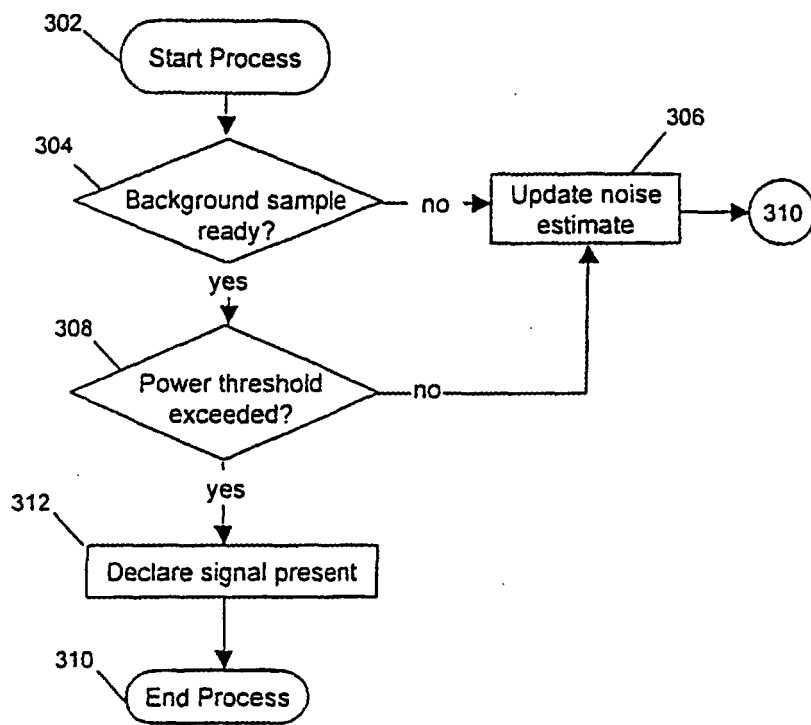 302
Start Process
304
Background sample
ready?
no
306
Update noise
estimate
310
yes
308
Power threshold
exceeded?
no
yes
312
Declare signal present
310
End Process